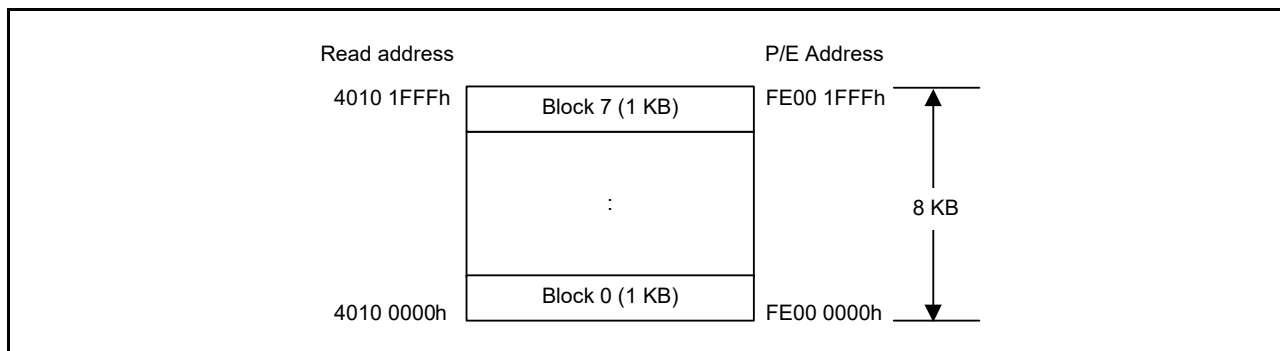 Read address P/E Address
4010 1FFFh Block 7 (1 KB) FE00 1FFFh
:
8 KB
Block 0 (1 KB)
4010 0000h FE00 0000h